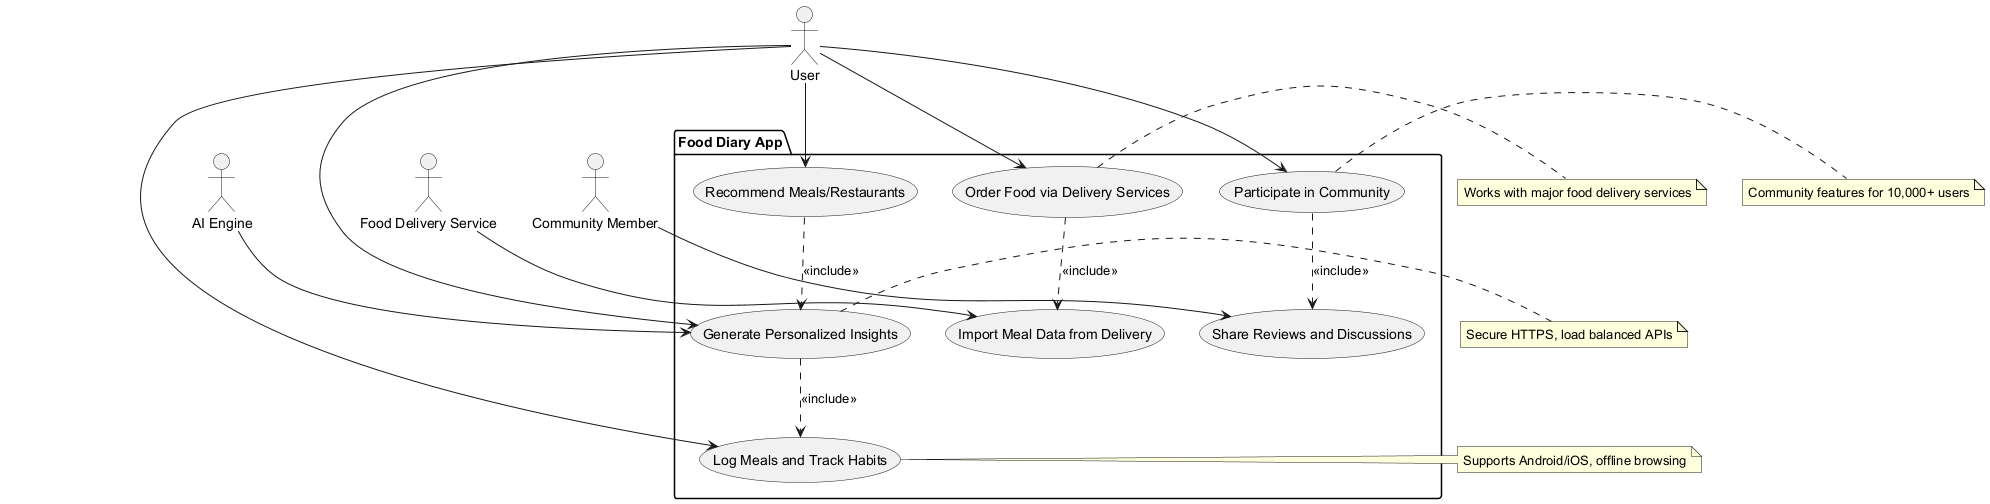 User
Food Diary App
Recommend Meals/Restaurants
Order Food via Delivery Services
Participate in Community
Works with major food delivery services
Community features for 10,000+ users
AI Engine
Food Delivery Service
Community Member
«include»
«include»
«include»
Generate Personalized Insights
Import Meal Data from Delivery
Share Reviews and Discussions
Secure HTTPS, load balanced APIs
«include»
Log Meals and Track Habits
Supports Android/iOS, offline browsing